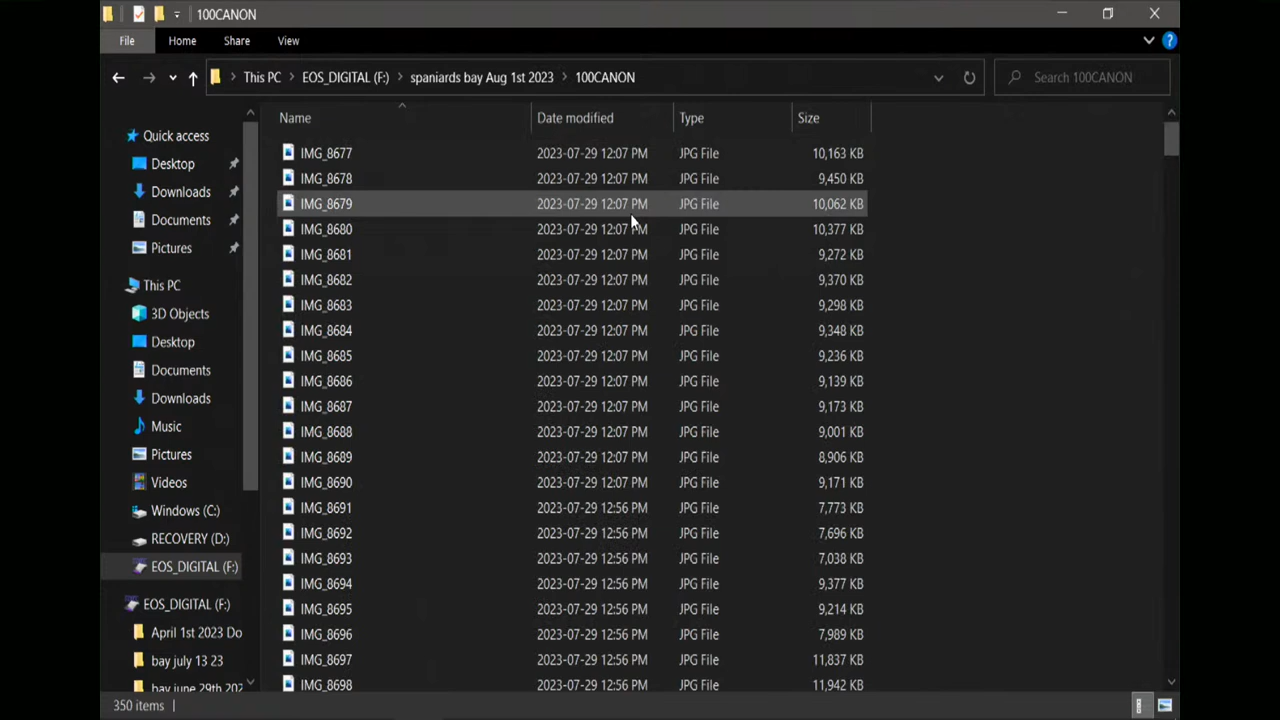 100CANON
File Home Share View
This PC EOS_DIGITAL (F:) spaniards bay Aug 1st 2023 100CANON Search 100CANON
Quick access
Desktop
Downloads
Documents
Pictures
This PC
3D Objects
Desktop
Documents
Downloads
Music
Pictures
Videos
Windows (C:)
RECOVERY (D:)
EOS_DIGITAL (F:)
EOS_DIGITAL (F:)
April 1st 2023 Do
bay july 13 23
bay june 29th 202
Name Date modified Type Size
IMG_8677 2023-07-29 12:07 PM JPG File 10,163 KB
IMG_8678 2023-07-29 12:07 PM JPG File 9,450 KB
IMG_8679 2023-07-29 12:07 PM JPG File 10,062 KB
IMG_8680 2023-07-29 12:07 PM JPG File 10,377 KB
IMG_8681 2023-07-29 12:07 PM JPG File 9,272 KB
IMG_8682 2023-07-29 12:07 PM JPG File 9,370 KB
IMG_8683 2023-07-29 12:07 PM JPG File 9,298 KB
IMG_8684 2023-07-29 12:07 PM JPG File 9,348 KB
IMG_8685 2023-07-29 12:07 PM JPG File 9,236 KB
IMG_8686 2023-07-29 12:07 PM JPG File 9,139 KB
IMG_8687 2023-07-29 12:07 PM JPG File 9,173 KB
IMG_8688 2023-07-29 12:07 PM JPG File 9,001 KB
IMG_8689 2023-07-29 12:07 PM JPG File 8,906 KB
IMG_8690 2023-07-29 12:07 PM JPG File 9,171 KB
IMG_8691 2023-07-29 12:56 PM JPG File 7,773 KB
IMG_8692 2023-07-29 12:56 PM JPG File 7,696 KB
IMG_8693 2023-07-29 12:56 PM JPG File 7,038 KB
IMG_8694 2023-07-29 12:56 PM JPG File 9,377 KB
IMG_8695 2023-07-29 12:56 PM JPG File 9,214 KB
IMG_8696 2023-07-29 12:56 PM JPG File 7,989 KB
IMG_8697 2023-07-29 12:56 PM JPG File 11,837 KB
IMG_8698 2023-07-29 12:56 PM JPG File 11,942 KB
350 items